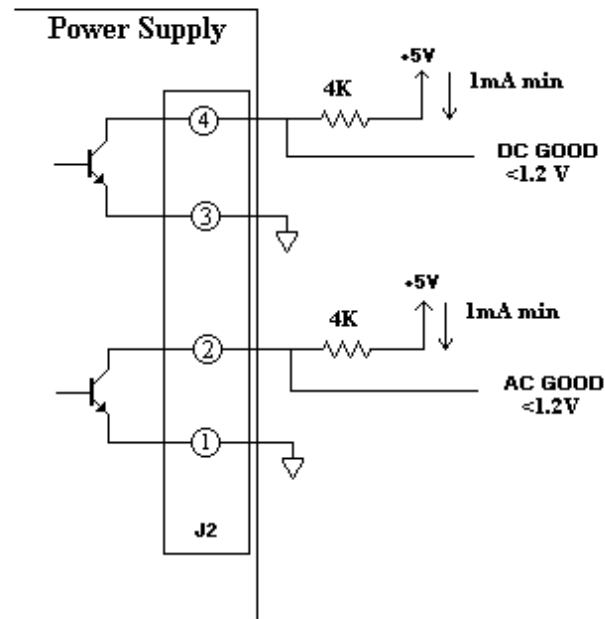 Power Supply
+5V
4K
1mA min
4
DC GOOD
<1.2 V
3
+5V
4K
1mA min
2
AC GOOD
<1.2V
1
J2